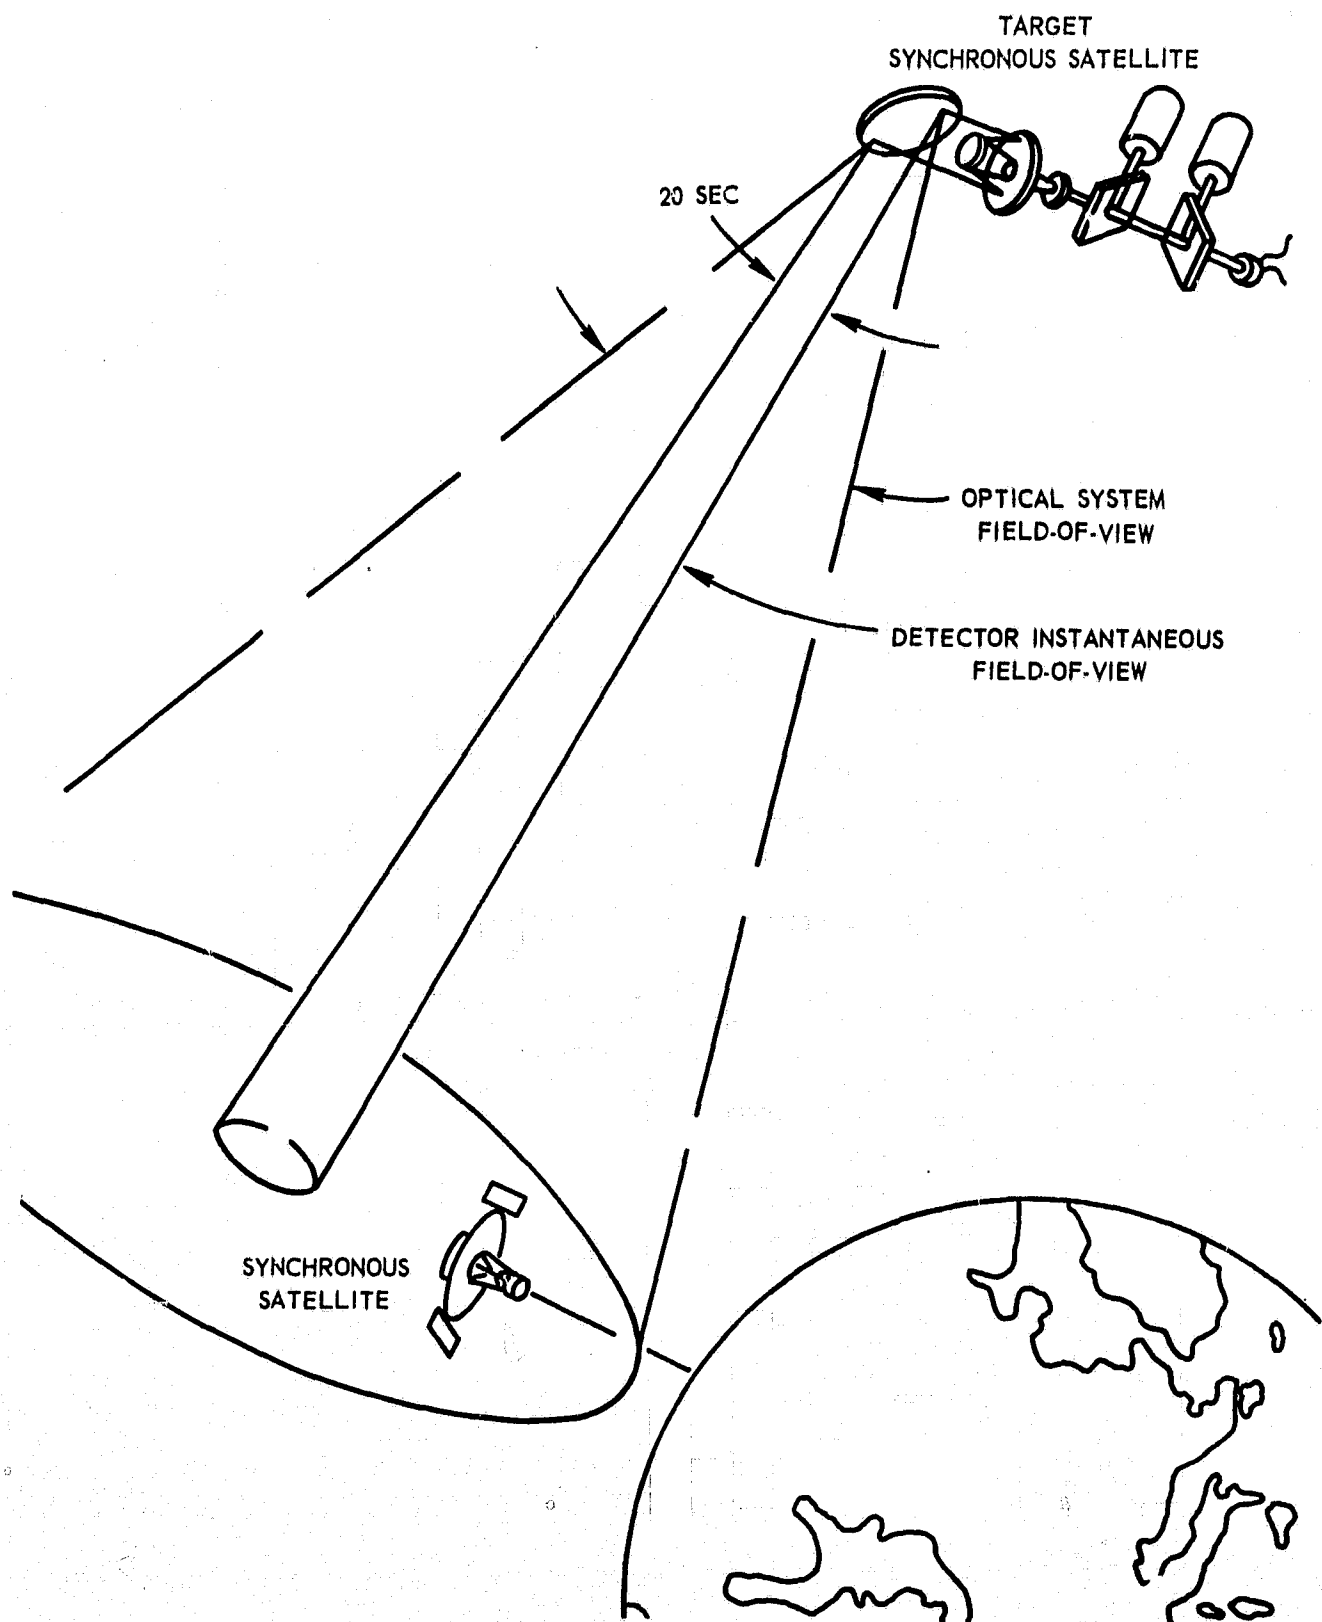 TARGET
SYNCHRONOUS SATELLITE
20 SEC
OPTICAL SYSTEM
FIELD-OF-VIEW
DETECTOR INSTANTANEOUS
FIELD-OF-VIEW
SYNCHRONOUS
SATELLITE